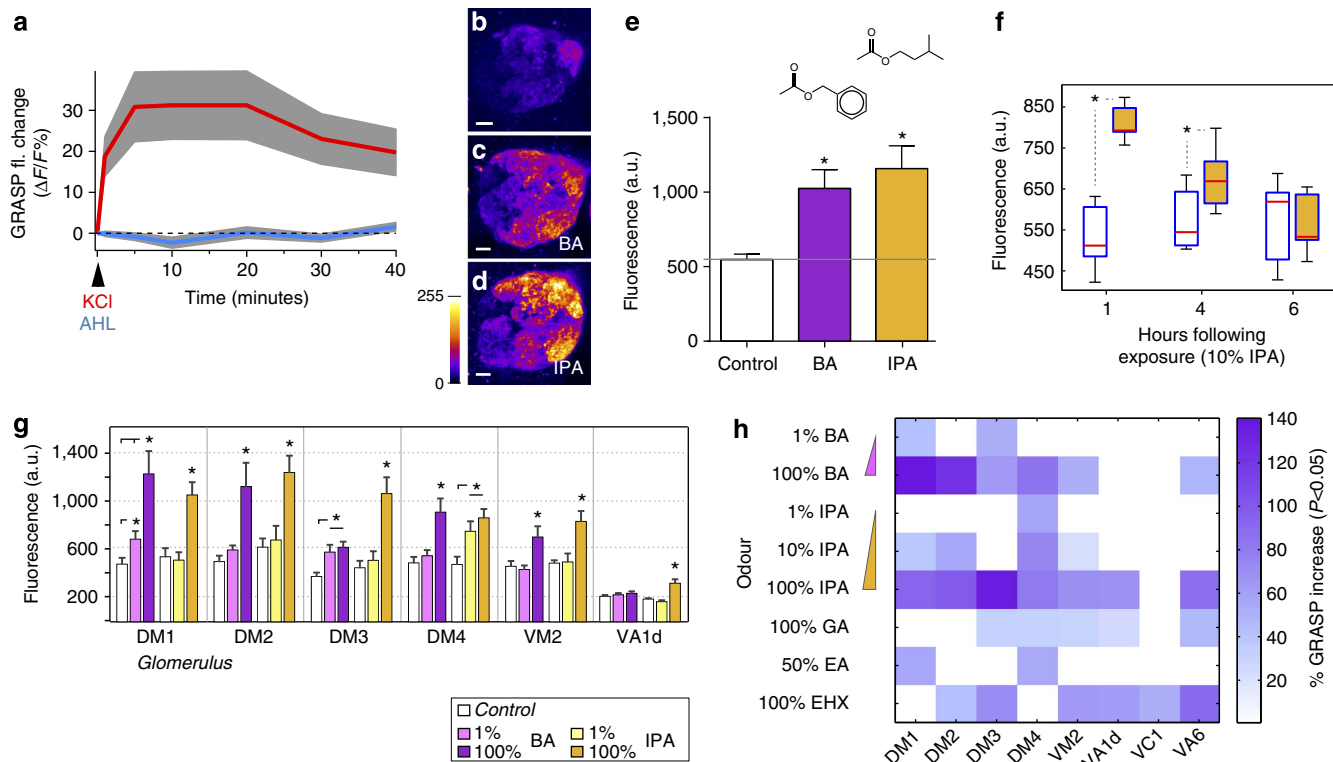 a
GRASP fl. change
(ΔF/F%)
30
20
10
0
10
20
30
40
Time (minutes)
KCl
AHL
b
c
BA
d
IPA
255
0
e
O
O
O
O
Fluorescence (a.u.)
1,500
1,000
500
0
*
*
Control
BA
IPA
f
Fluorescence (a.u.)
850
750
650
550
450
*
*
1
4
6
Hours following
exposure (10% IPA)
g
Fluorescence (a.u.)
1,400
1,000
600
200
* * * * * * * * * * * * *
DM1
DM2
DM3
DM4
VM2
VA1d
Glomerulus
Control
1%
100%
BA
1%
100%
IPA
h
Odour
1% BA
100% BA
1% IPA
10% IPA
100% IPA
100% GA
50% EA
100% EHX
DM1
DM2
DM3
DM4
VM2
VA1d
VC1
VA6
140
120
100
80
60
40
20
% GRASP increase (P<0.05)